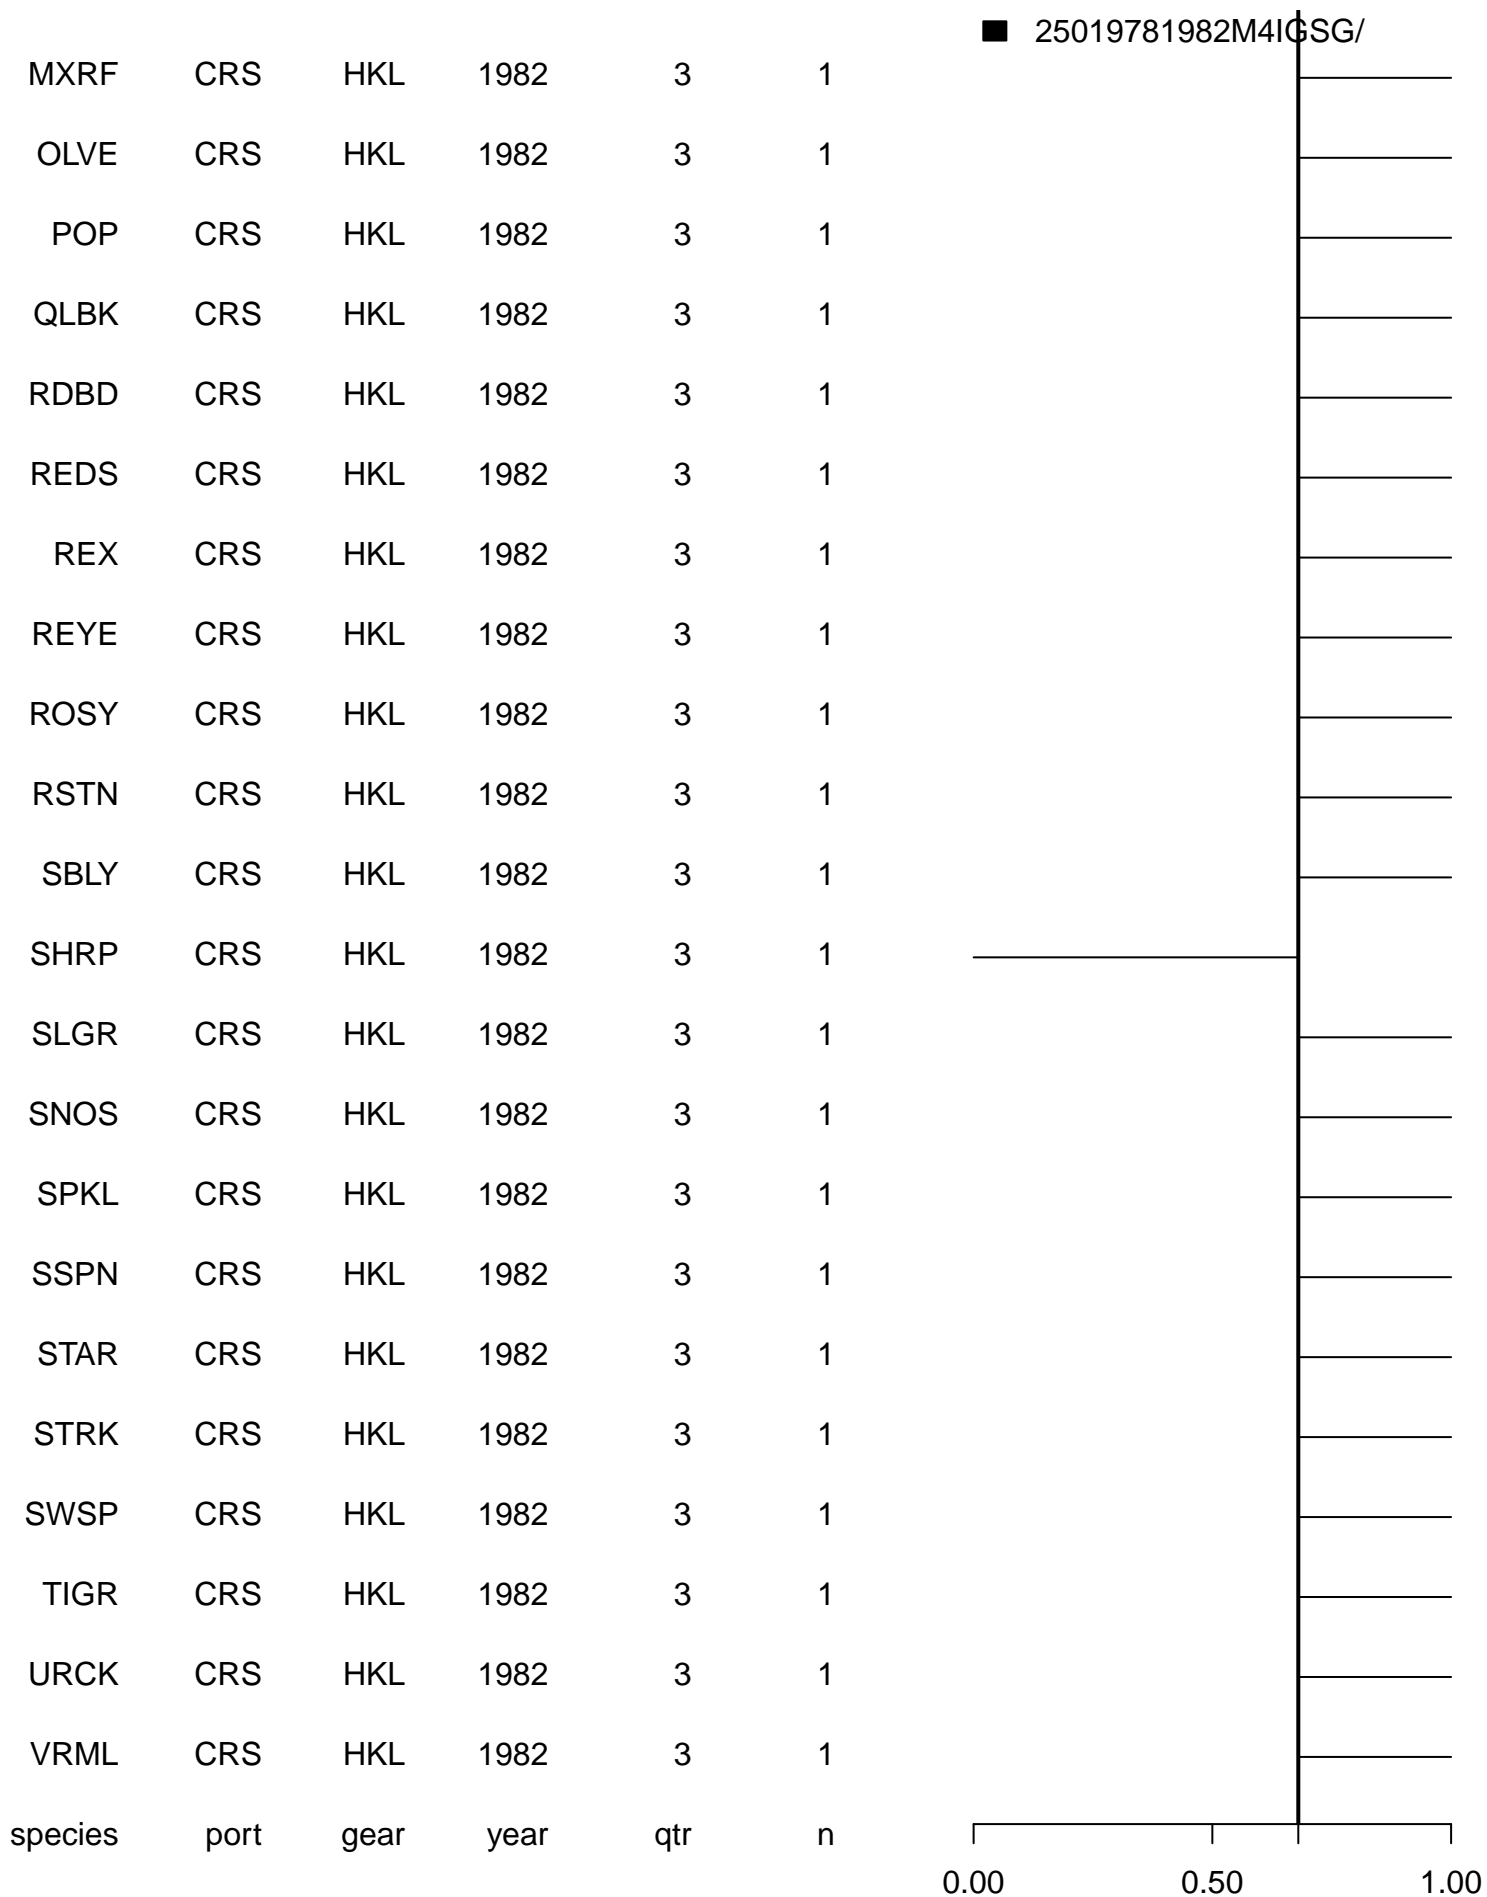 25019781982M4IGSG/
MXRF CRS HKL 1982 3 1
OLVE CRS HKL 1982 3 1
POP CRS HKL 1982 3 1
QLBK CRS HKL 1982 3 1
RDBD CRS HKL 1982 3 1
REDS CRS HKL 1982 3 1
REX CRS HKL 1982 3 1
REYE CRS HKL 1982 3 1
ROSY CRS HKL 1982 3 1
RSTN CRS HKL 1982 3 1
SBLY CRS HKL 1982 3 1
SHRP CRS HKL 1982 3 1
SLGR CRS HKL 1982 3 1
SNOS CRS HKL 1982 3 1
SPKL CRS HKL 1982 3 1
SSPN CRS HKL 1982 3 1
STAR CRS HKL 1982 3 1
STRK CRS HKL 1982 3 1
SWSP CRS HKL 1982 3 1
TIGR CRS HKL 1982 3 1
URCK CRS HKL 1982 3 1
VRML CRS HKL 1982 3 1
species port gear year qtr n
0.00 0.50 1.00